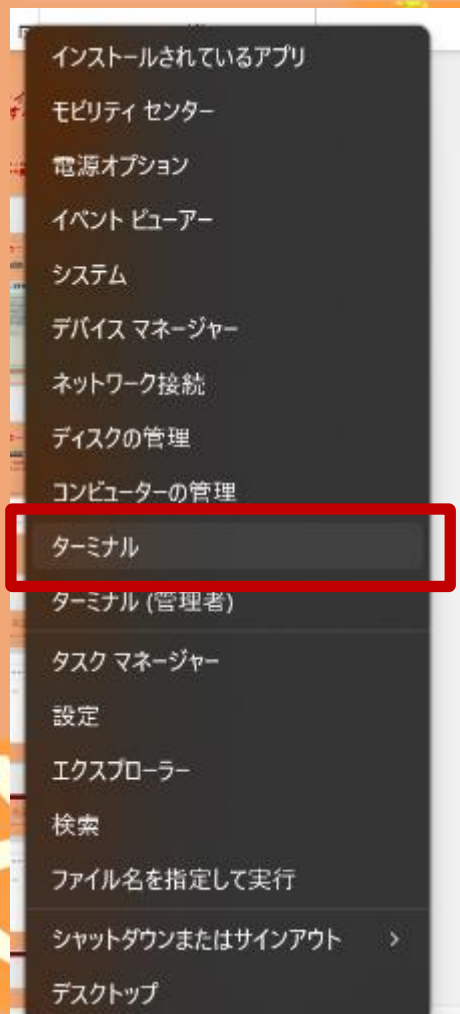 インストールされているアプリ
モビリティ センター
電源オプション
イベント ビューアー
システム
デバイス マネージャー
ネットワーク接続
ディスクの管理
コンピューターの管理
ターミナル
ターミナル (管理者)
タスク マネージャー
設定
エクスプローラー
検索
ファイル名を指定して実行
シャットダウンまたはサインアウト
デスクトップ